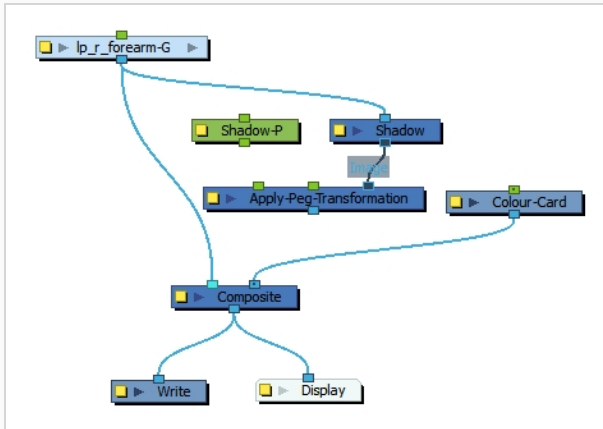 lp_r_forearm-G
Shadow-P
Shadow
Image
Apply-Peg-Transformation
Colour-Card
Composite
Write
Display